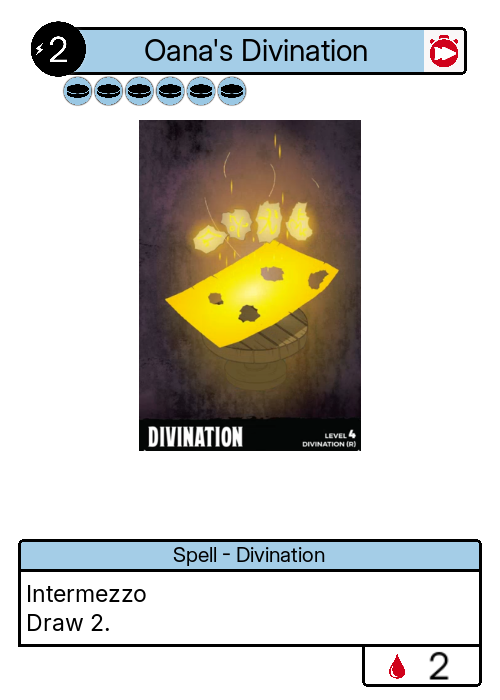 2
Oana's Divination
DIVINATION
LEVEL 4
DIVINATION (R)
Spell - Divination
Intermezzo
Draw 2.
2